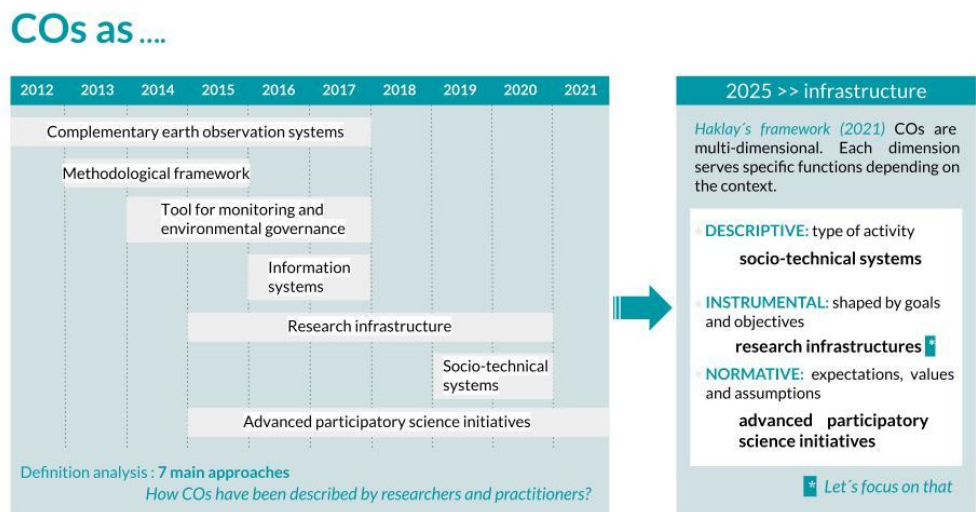 COs as ....
2012 2013 2014 2015 2016 2017 2018 2019 2020 2021
Complementary earth observation systems
Methodological framework
Tool for monitoring and
environmental governance
Information
systems
Research infrastructure
Socio-technical
systems
Advanced participatory science initiatives
Definition analysis : 7 main approaches
How COs have been described by researchers and practitioners?
2025 >> infrastructure
Haklay´s framework (2021) COs are
multi-dimensional. Each dimension
serves specific functions depending on
the context.
DESCRIPTIVE: type of activity
socio-technical systems
INSTRUMENTAL: shaped by goals
and objectives
research infrastructures *
NORMATIVE: expectations, values
and assumptions
advanced participatory
science initiatives
* Let´s focus on that